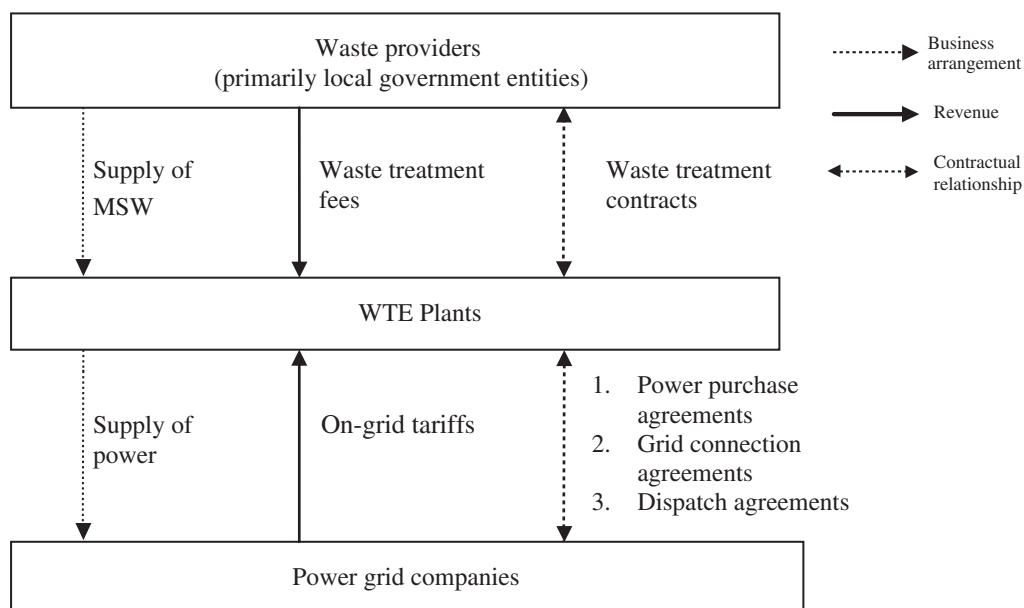 Waste providers
(primarily local government entities)
Business
arrangement
Revenue
Contractual
relationship
Supply of
MSW
Waste treatment
fees
Waste treatment
contracts
WTE Plants
Supply of
power
On-grid tariffs
1. Power purchase
agreements
2. Grid connection
agreements
3. Dispatch agreements
Power grid companies